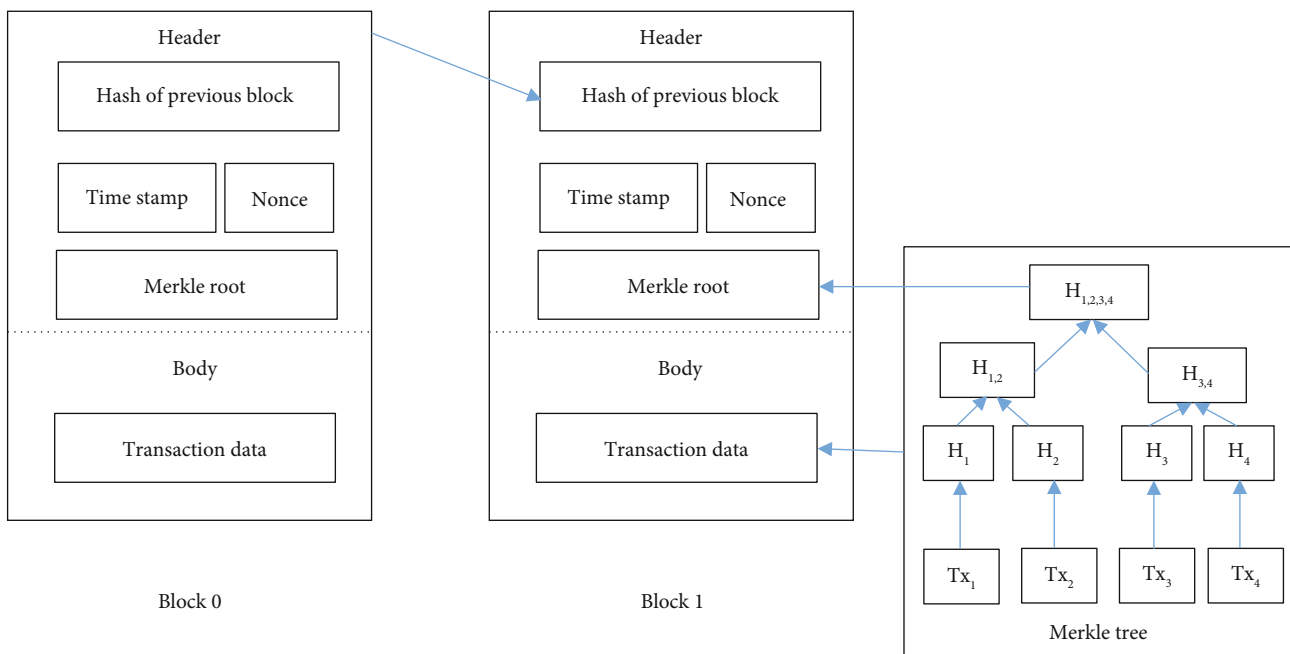 Header
Hash of previous block
Time stamp
Nonce
Merkle root
Body
Transaction data
Block 0
Header
Hash of previous block
Time stamp
Nonce
Merkle root
Body
Transaction data
Block 1
H1,2,3,4
H1,2
H3,4
H1
H2
H3
H4
Tx1
Tx2
Tx3
Tx4
Merkle tree